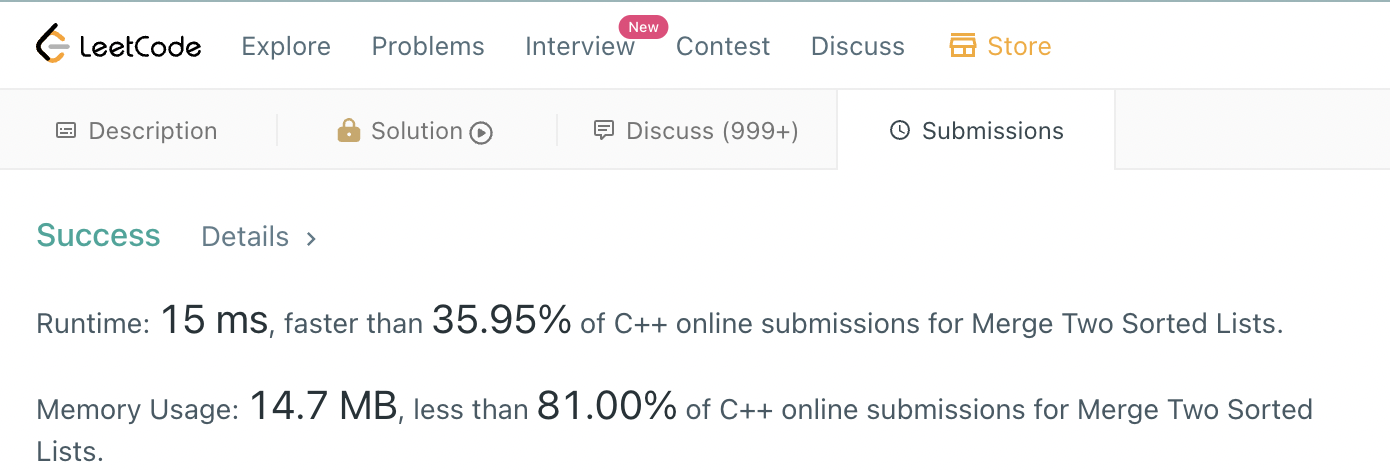 LeetCode Explore Problems Interview New Contest Discuss Store
Description Solution Discuss (999+) Submissions
Success Details >
Runtime: 15 ms, faster than 35.95% of C++ online submissions for Merge Two Sorted Lists.
Memory Usage: 14.7 MB, less than 81.00% of C++ online submissions for Merge Two Sorted
Lists.